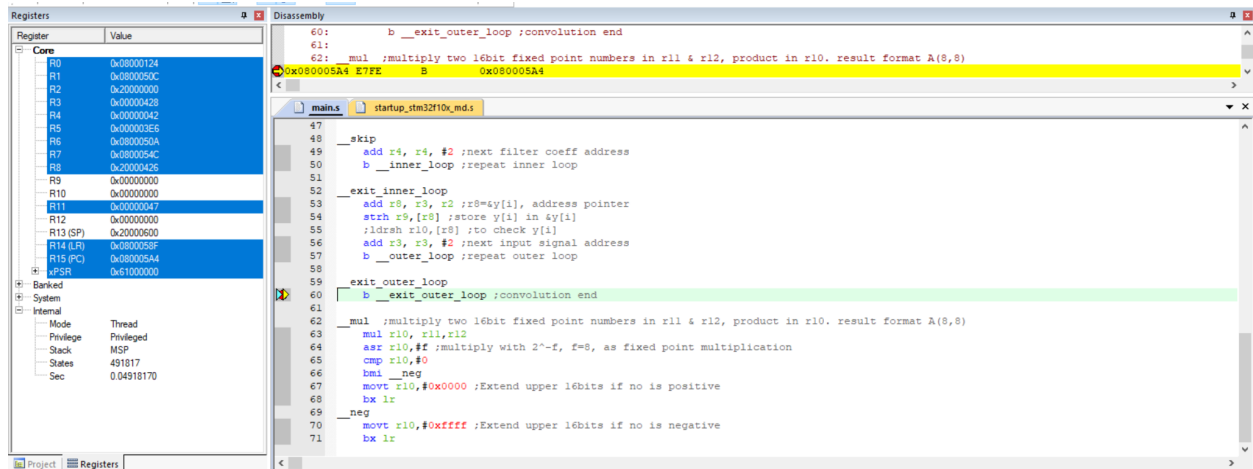 Registers
Register Value
Core
R0 0x08000124
R1 0x0800050C
R2 0x20000000
R3 0x00000428
R4 0x00000042
R5 0x000003E6
R6 0x0800050A
R7 0x0800054C
R8 0x20000426
R9 0x00000000
R10 0x00000000
R11 0x00000047
R12 0x00000000
R13 (SP) 0x20000600
R14 (LR) 0x0800058F
R15 (PC) 0x080005A4
xPSR 0x61000000
Banked
System
Internal
Mode Thread
Privilege Privileged
Stack MSP
States 491817
Sec 0.04918170
Project Registers
Disassembly
60: b __exit_outer_loop ;convolution end
61:
62: __mul ;multiply two 16bit fixed point numbers in r11 & r12, product in r10. result format A(8,8)
0x080005A4 E7FE B 0x080005A4
main.s startup_stm32f10x_md.s
47
48 __skip
49 add r4, r4, #2 ;next filter coeff address
50 b __inner_loop ;repeat inner loop
51
52 __exit_inner_loop
53 add r8, r3, r2 ;r8=&y[i], address pointer
54 strh r9,[r8] ;store y[i] in &y[i]
55 ;ldrsh r10,[r8] ;to check y[i]
56 add r3, r3, #2 ;next input signal address
57 b __outer_loop ;repeat outer loop
58
59 __exit_outer_loop
60 b __exit_outer_loop ;convolution end
61
62 __mul ;multiply two 16bit fixed point numbers in r11 & r12, product in r10. result format A(8,8)
63 mul r10, r11,r12
64 asr r10,#f ;multiply with 2^-f, f=8, as fixed point multiplication
65 cmp r10,#0
66 bmi __neg
67 movt r10,#0x0000 ;Extend upper 16bits if no is positive
68 bx lr
69 __neg
70 movt r10,#0xffff ;Extend upper 16bits if no is negative
71 bx lr